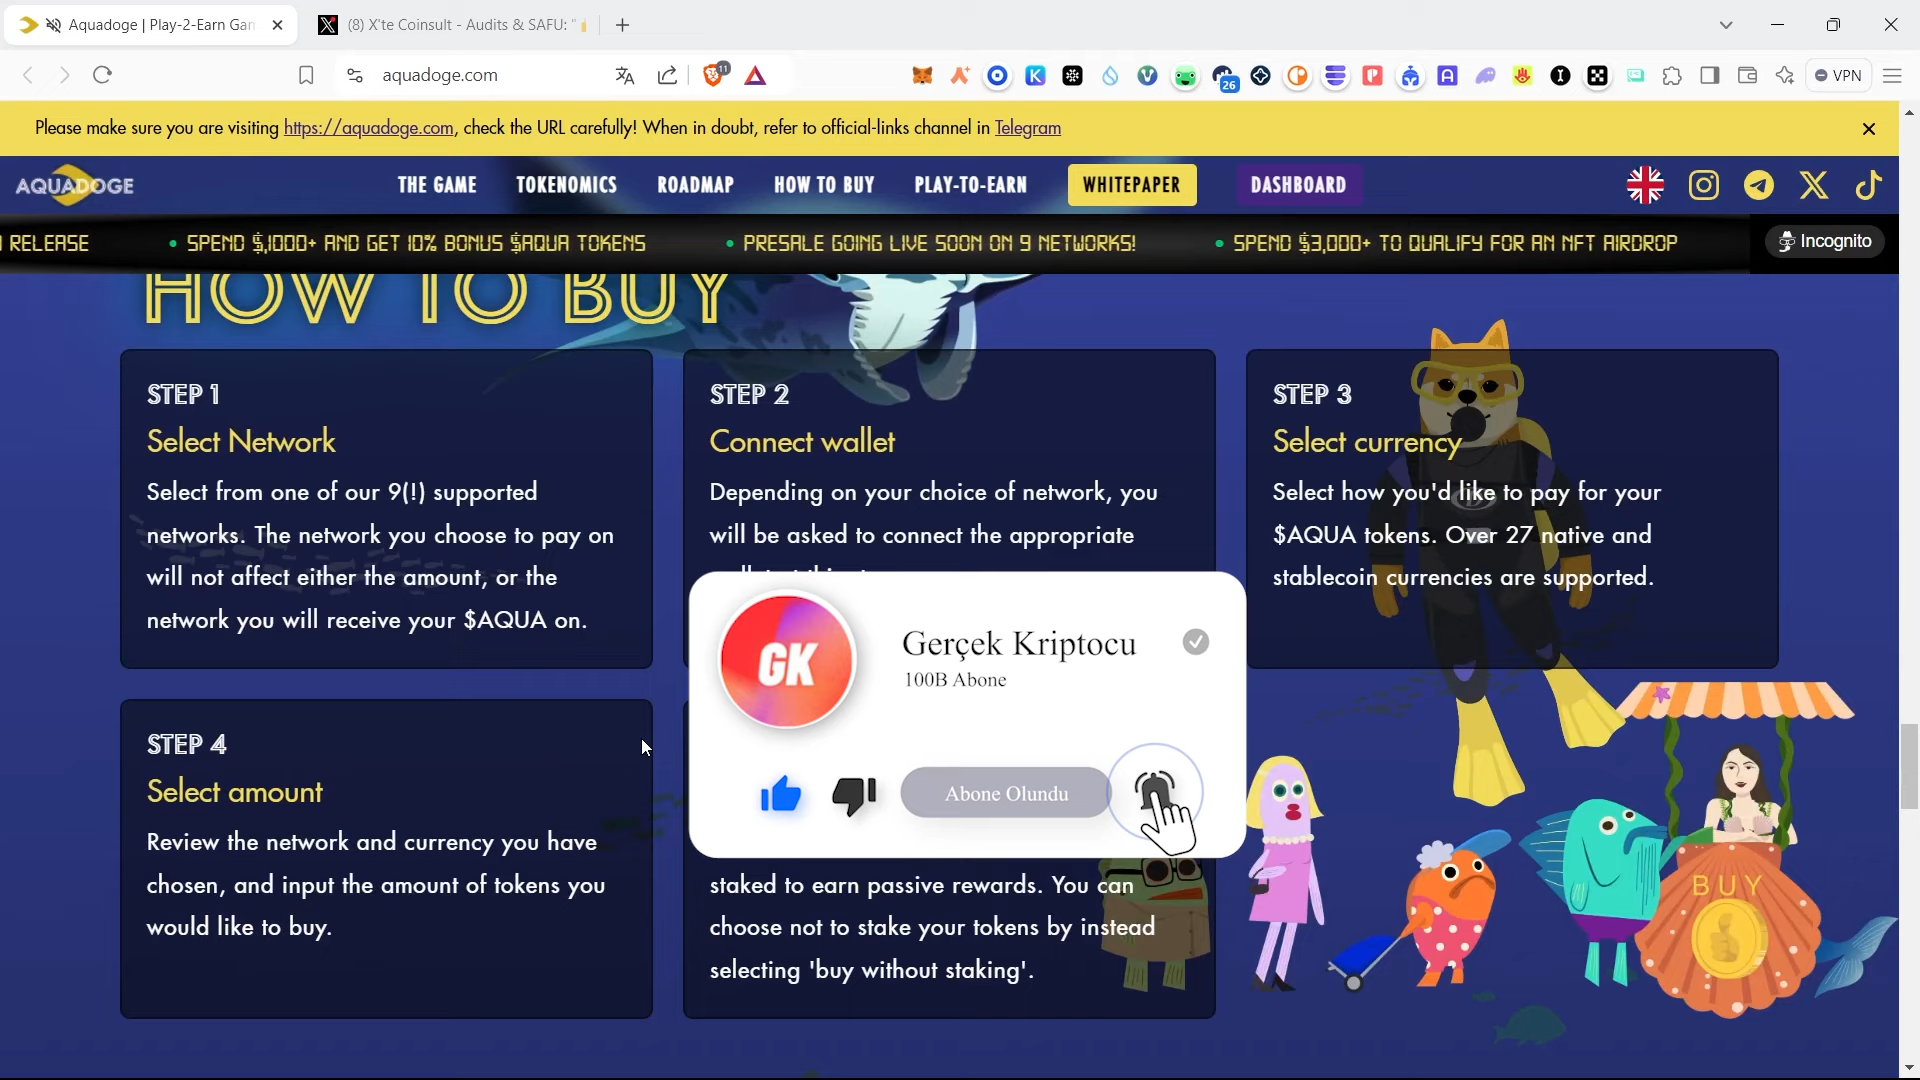 Aquadoge | Play-2-Earn Gan
(8) X'te Coinsult - Audits & SAFU: "
aquadoge.com
11
26
VPN
Please make sure you are visiting https://aquadoge.com, check the URL carefully! When in doubt, refer to official-links channel in Telegram
AQUADOGE
THE GAME
TOKENOMICS
ROADMAP
HOW TO BUY
PLAY-TO-EARN
WHITEPAPER
DASHBOARD
RELEASE
• SPEND $1,000+ AND GET 10% BONUS $AQUA TOKENS
• PRESALE GOING LIVE SOON ON 9 NETWORKS!
• SPEND $3,000+ TO QUALIFY FOR AN NFT AIRDROP
Incognito
HOW TO BUY
STEP 1
Select Network
Select from one of our 9(!) supported
networks. The network you choose to pay on
will not affect either the amount, or the
network you will receive your $AQUA on.
STEP 2
Connect wallet
Depending on your choice of network, you
will be asked to connect the appropriate
STEP 3
Select currency
Select how you'd like to pay for your
$AQUA tokens. Over 27 native and
stablecoin currencies are supported.
GK
Gerçek Kriptocu
100B Abone
Abone Olundu
STEP 4
Select amount
Review the network and currency you have
chosen, and input the amount of tokens you
would like to buy.
staked to earn passive rewards. You can
choose not to stake your tokens by instead
selecting 'buy without staking'.
BUY